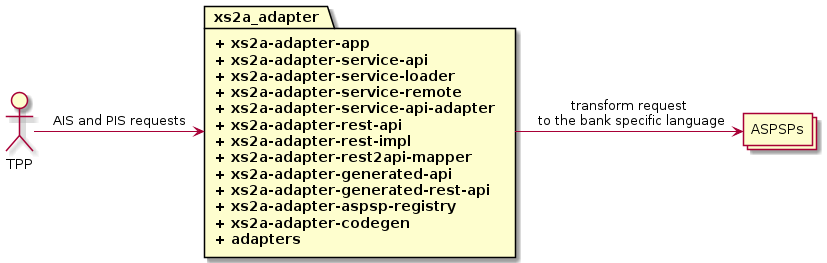 xs2a_adapter
+ xs2a-adapter-app
+ xs2a-adapter-service-api
+ xs2a-adapter-service-loader
+ xs2a-adapter-service-remote
+ xs2a-adapter-service-api-adapter
+ xs2a-adapter-rest-api
+ xs2a-adapter-rest-impl
+ xs2a-adapter-rest2api-mapper
+ xs2a-adapter-generated-api
+ xs2a-adapter-generated-rest-api
+ xs2a-adapter-aspsp-registry
+ xs2a-adapter-codegen
+ adapters
TPP
AIS and PIS requests
transform request
to the bank specific language
ASPSPs